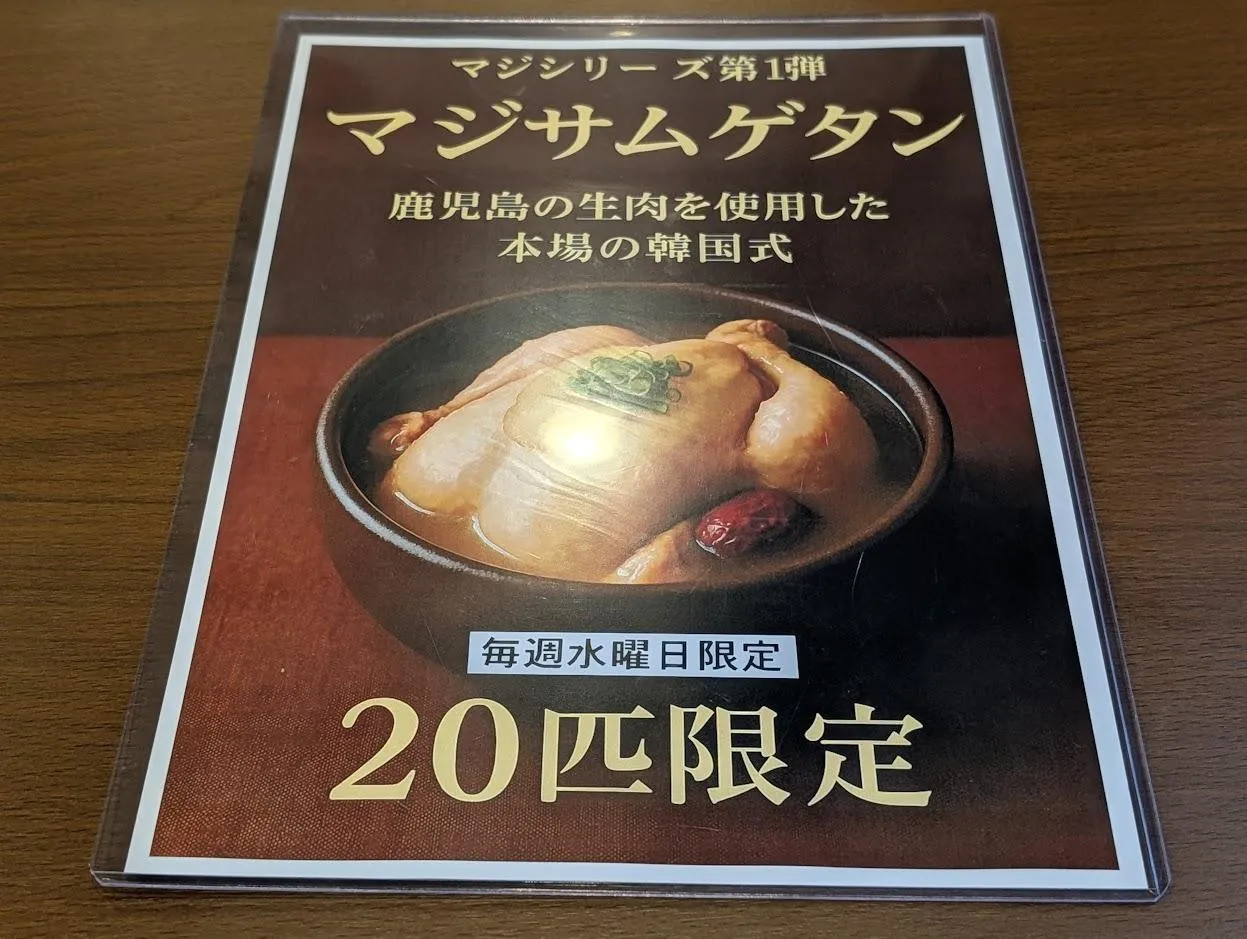 マジシリーズ第1弾
マジサムゲタン
鹿児島の生肉を使用した
本場の韓国式
毎週水曜日限定
20匹限定